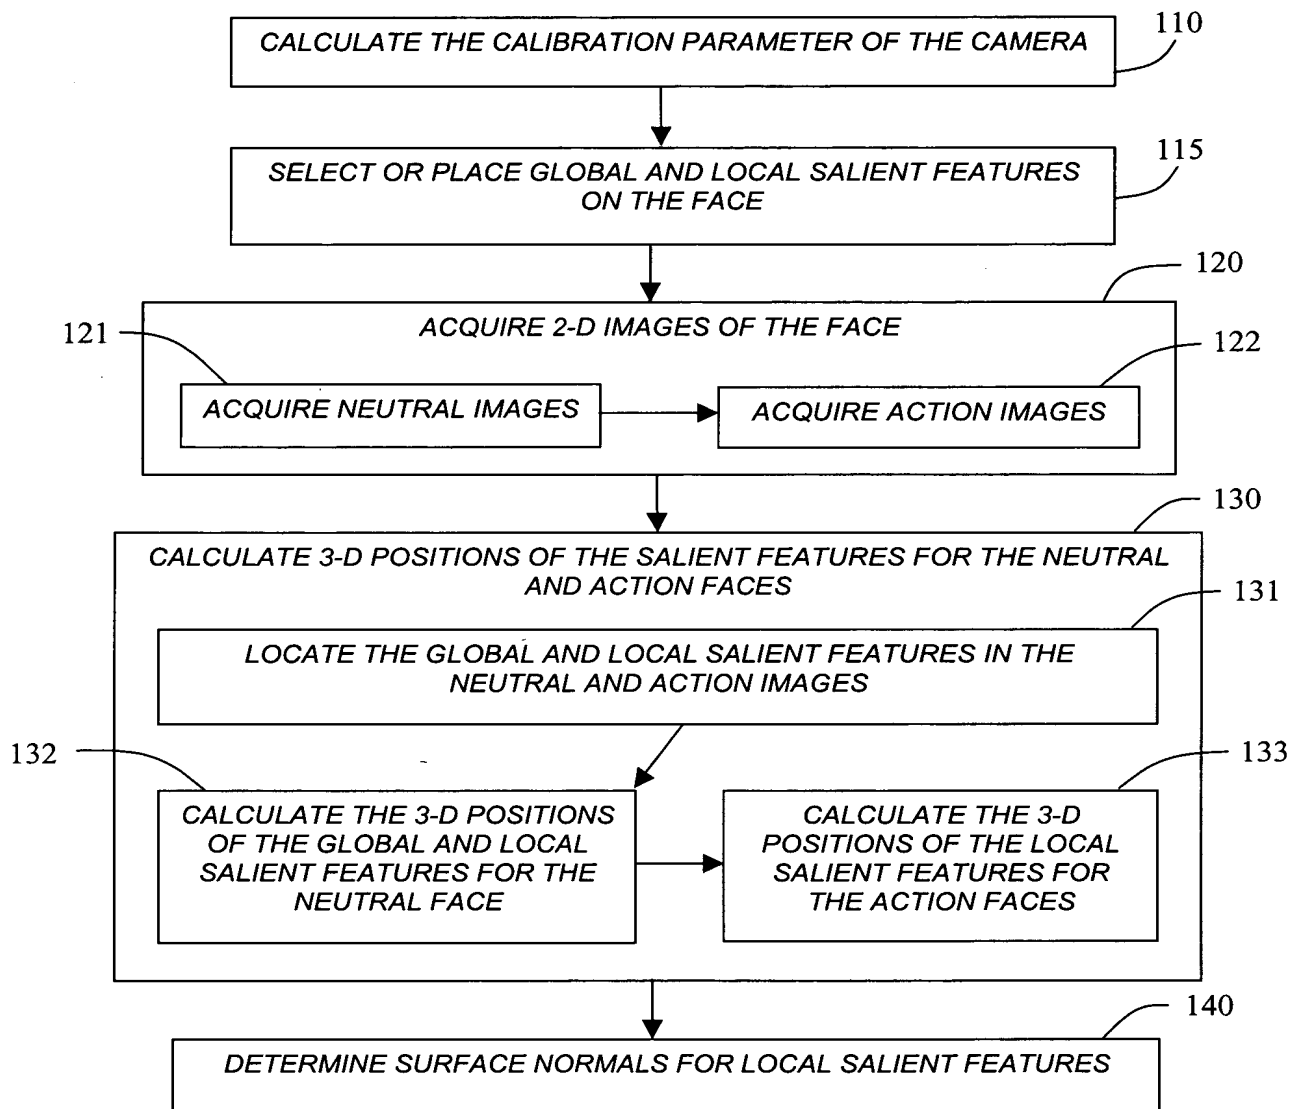 CALCULATE THE CALIBRATION PARAMETER OF THE CAMERA
110
SELECT OR PLACE GLOBAL AND LOCAL SALIENT FEATURES
ON THE FACE
115
120
ACQUIRE 2-D IMAGES OF THE FACE
121
122
ACQUIRE NEUTRAL IMAGES
ACQUIRE ACTION IMAGES
130
CALCULATE 3-D POSITIONS OF THE SALIENT FEATURES FOR THE NEUTRAL
AND ACTION FACES
131
LOCATE THE GLOBAL AND LOCAL SALIENT FEATURES IN THE
NEUTRAL AND ACTION IMAGES
132
133
CALCULATE THE 3-D POSITIONS
OF THE GLOBAL AND LOCAL
SALIENT FEATURES FOR THE
NEUTRAL FACE
CALCULATE THE 3-D
POSITIONS OF THE LOCAL
SALIENT FEATURES FOR
THE ACTION FACES
140
DETERMINE SURFACE NORMALS FOR LOCAL SALIENT FEATURES